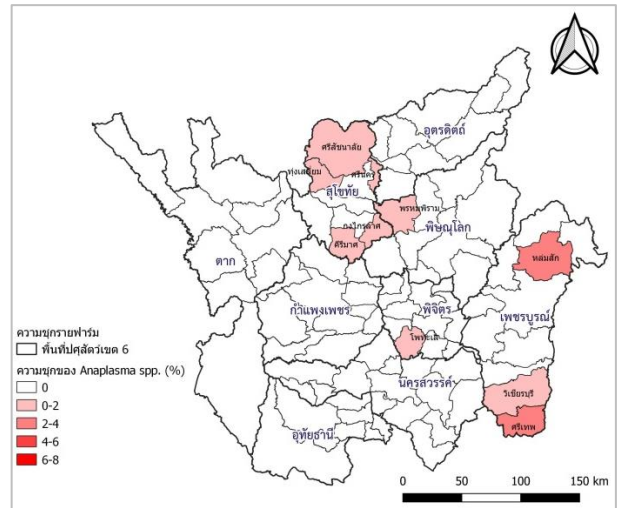 อุตรดิตถ์
ศรีสัชนาลัย
ทุ่งเสลี่ยม
ศรีนคร
สุโขทัย
พรหมพิราม
กงไกรลาศ
พิษณุโลก
คีรีมาศ
ตาก
หล่มสัก
กำแพงเพชร
พิจิตร
เพชรบูรณ์
โพทะเล
นครสวรรค์
วิเชียรบุรี
ศรีเทพ
อุทัยธานี
ความชุกรายฟาร์ม
พื้นที่ปศุสัตว์เขต 6
ความชุกของ Anaplasma spp. (%)
0
0-2
2-4
4-6
6-8
0 50 100 150 km